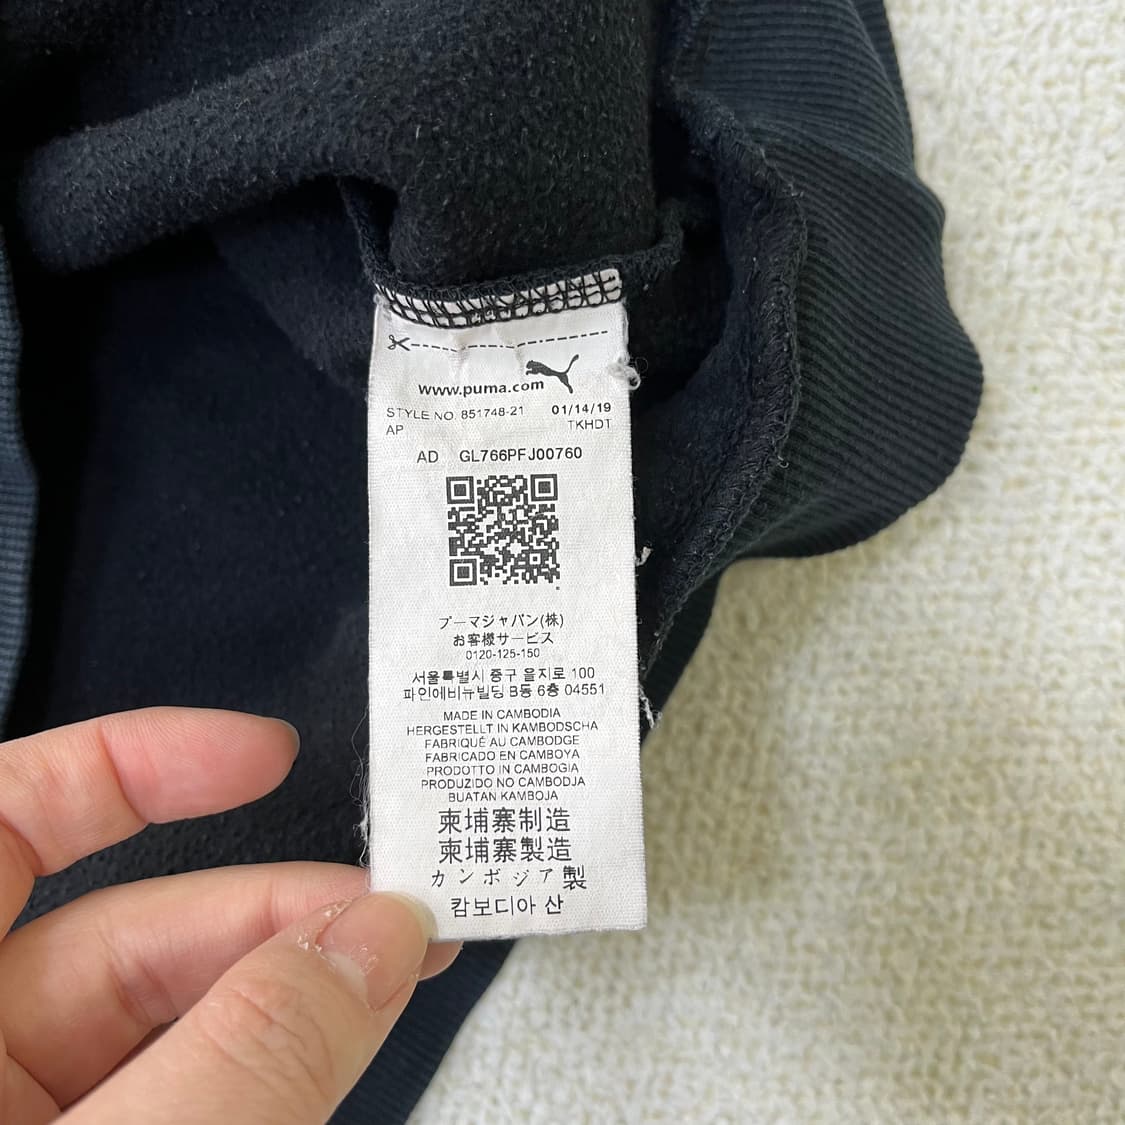 www.puma.com
STYLE NO. 851748-21 01/14/19
AP TKHDT
AD GL766PFJ00760
プーマジャパン(株)
お客様サービス
0120-125-150
서울특별시 중구 을지로 100
파인에비뉴빌딩 B동 6층 04551
MADE IN CAMBODIA
HERGESTELLT IN KAMBODSCHA
FABRIQUÉ AU CAMBODGE
FABRICADO EN CAMBOYA
PRODOTTO IN CAMBOGIA
PRODUZIDO NO CAMBODJA
BUATAN KAMBOJA
柬埔寨制造
柬埔寨製造
カンボジア製
캄보디아 산